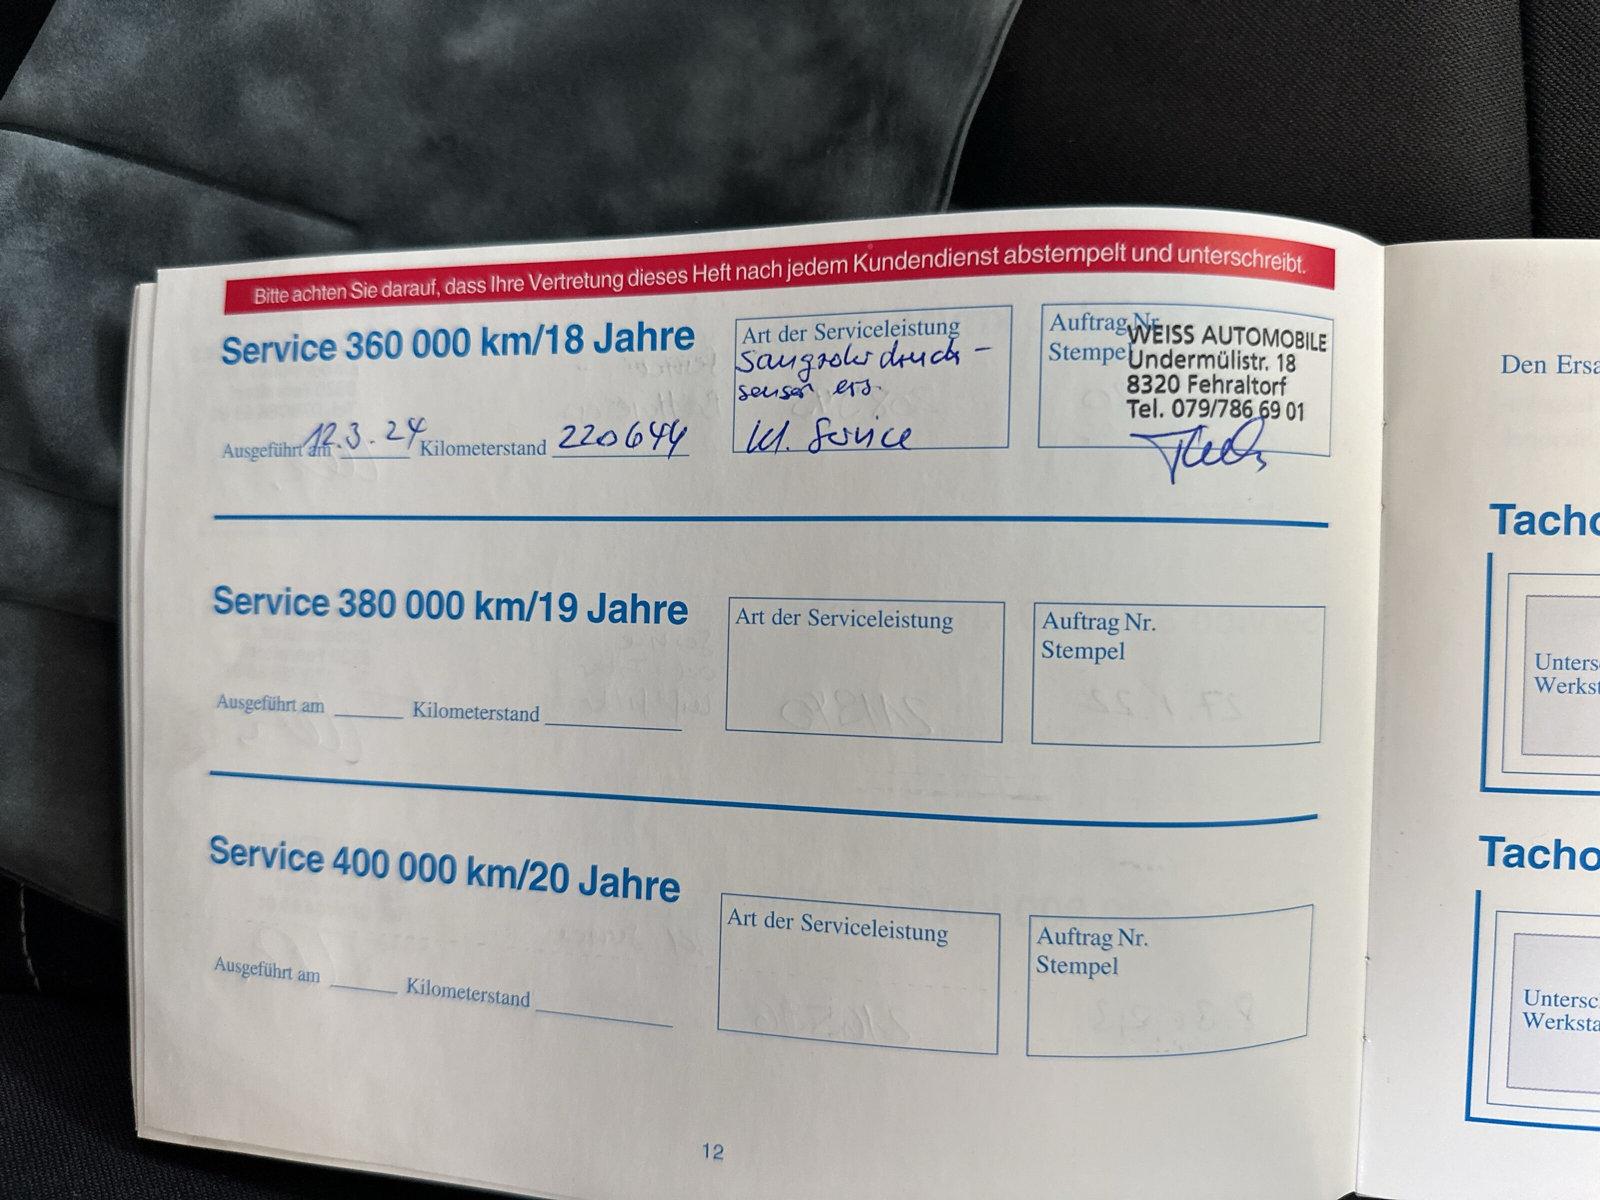 Bitte achten Sie darauf, dass Ihre Vertretung dieses Heft nach jedem Kundendienst abstempelt und unterschreibt.
Service 360 000 km/18 Jahre
Ausgeführt am 12.3.24 Kilometerstand 220644
Art der Serviceleistung
Saugrohrdruck-
sensor ers.
kl. Service
Auftrag Nr.
Stempel
WEISS AUTOMOBILE
Undermülistr. 18
8320 Fehraltorf
Tel. 079/786 69 01
Service 380 000 km/19 Jahre
Ausgeführt am Kilometerstand
Art der Serviceleistung
Auftrag Nr.
Stempel
Service 400 000 km/20 Jahre
Ausgeführt am Kilometerstand
Art der Serviceleistung
Auftrag Nr.
Stempel
12
Den Ersa
Tacho
Unters
Werkst
Tacho
Untersc
Werksta